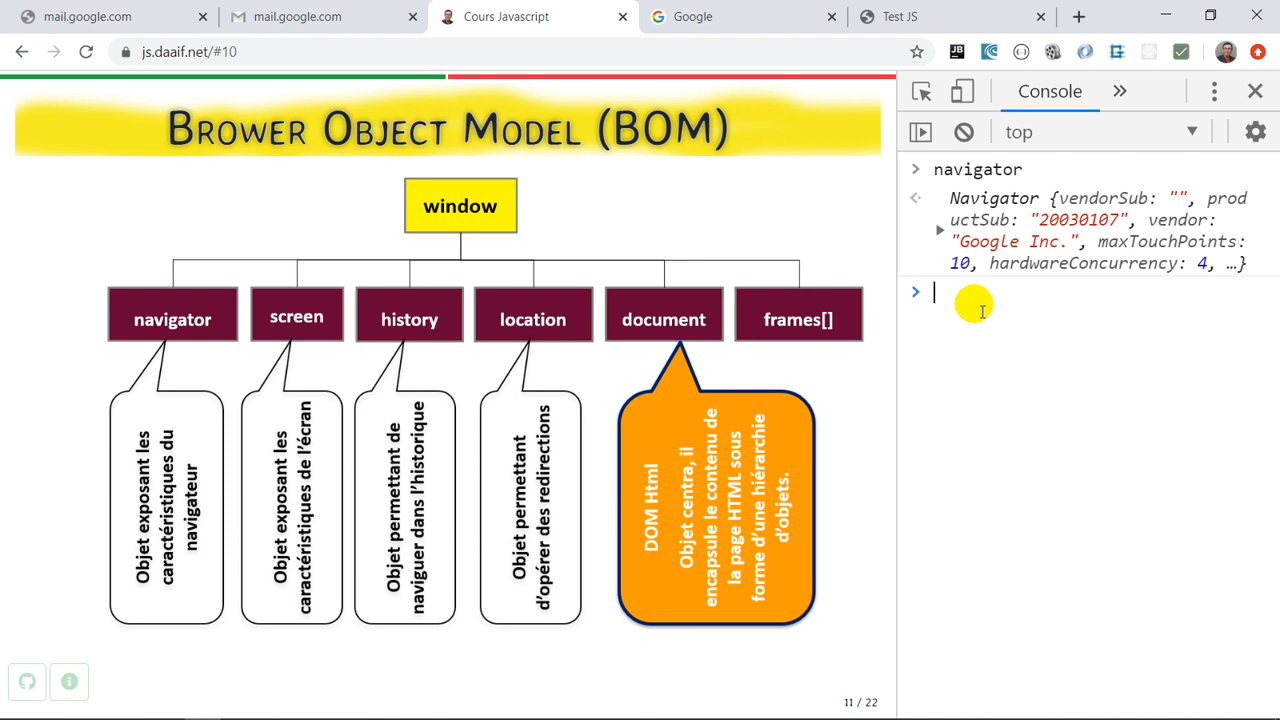 mail.google.com
mail.google.com
Cours Javascript
Google
Test JS
js.daaif.net/#10
BROWER OBJECT MODEL (BOM)
window
navigator
screen
history
location
document
frames[]
Objet exposant les
caractéristiques du
navigateur
Objet exposant les
caractéristiques de l'écran
Objet permettant de
naviguer dans l'historique
Objet permettant
d'opérer des redirections
DOM Html
Objet centra, il
encapsule le contenu de
la page HTML sous
forme d'une hiérarchie
d'objets.
11 / 22
JB
Console
top
navigator
Navigator {vendorSub: "", prod
uctSub: "20030107", vendor:
"Google Inc.", maxTouchPoints:
10, hardwareConcurrency: 4, …}